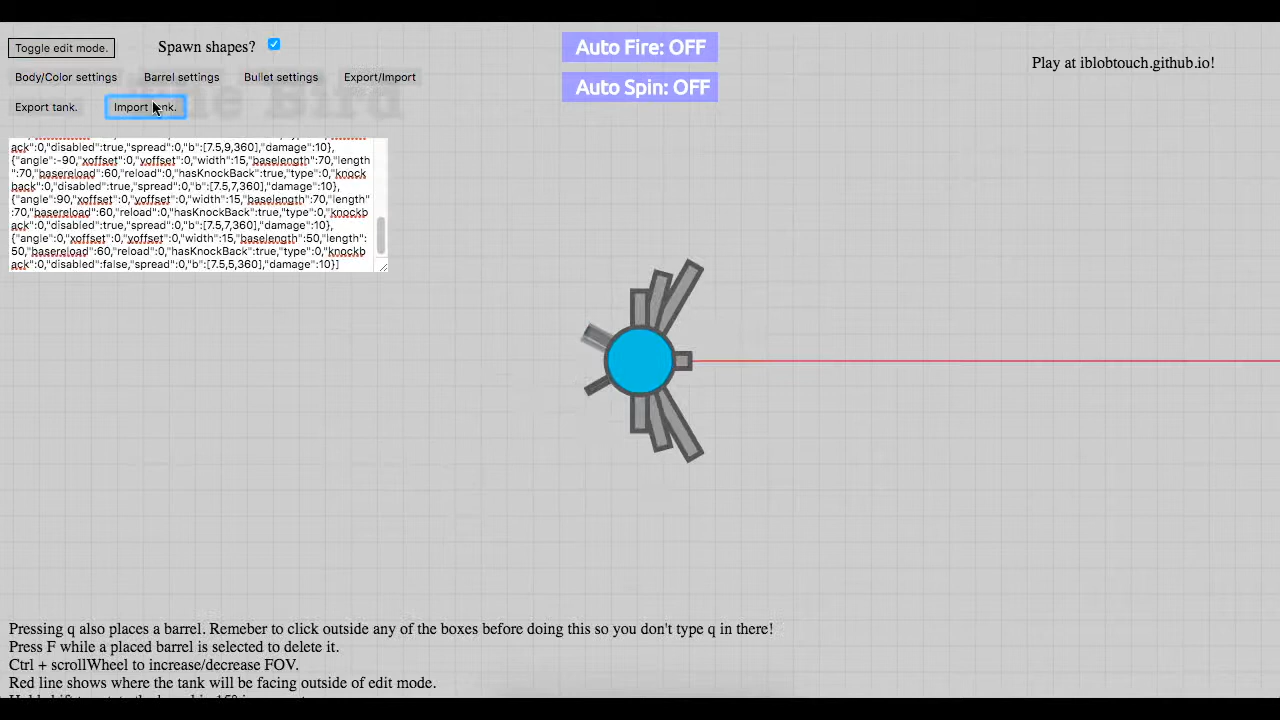 Toggle edit mode. Spawn shapes?
Auto Fire: OFF
Play at iblobtouch.github.io!
Body/Color settings Barrel settings Bullet settings Export/Import
Auto Spin: OFF
The Bird
Export tank. Import tank.
ack":0,"disabled":true,"spread":0,"b":[7.5,9,360],"damage":10},
{"angle":-90,"xoffset":0,"yoffset":0,"width":15,"baselength":70,"length
":70,"basereload":60,"reload":0,"hasKnockBack":true,"type":0,"knock
back":0,"disabled":true,"spread":0,"b":[7.5,7,360],"damage":10},
{"angle":90,"xoffset":0,"yoffset":0,"width":15,"baselength":70,"length"
:70,"basereload":60,"reload":0,"hasKnockBack":true,"type":0,"knockb
ack":0,"disabled":true,"spread":0,"b":[7.5,7,360],"damage":10},
{"angle":0,"xoffset":0,"yoffset":0,"width":15,"baselength":50,"length":
50,"basereload":60,"reload":0,"hasKnockBack":true,"type":0,"knockb
ack":0,"disabled":false,"spread":0,"b":[7.5,5,360],"damage":10}]
Pressing q also places a barrel. Remeber to click outside any of the boxes before doing this so you don't type q in there!
Press F while a placed barrel is selected to delete it.
Ctrl + scrollWheel to increase/decrease FOV.
Red line shows where the tank will be facing outside of edit mode.